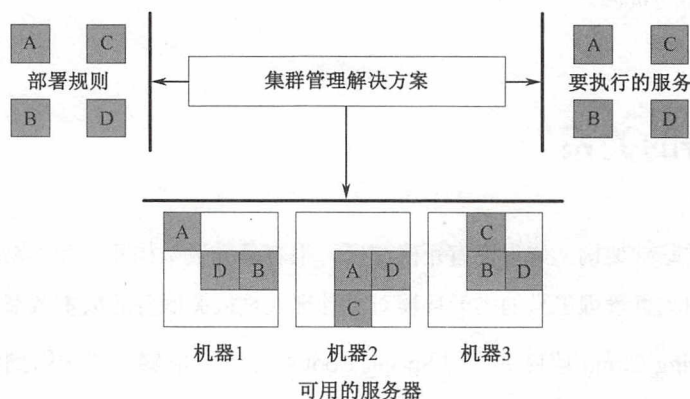 A C
部署规则
B D
集群管理解决方案
A C
要执行的服务
B D
A
D B
机器1
A D
C
机器2
C
B D
机器3
可用的服务器